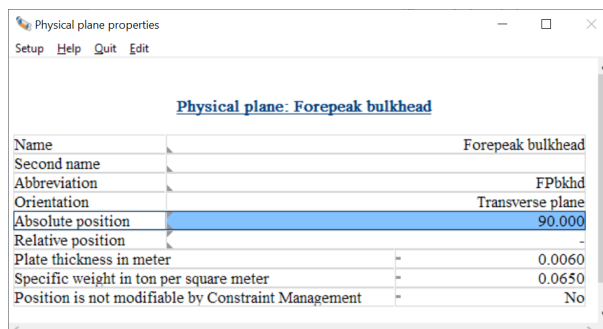 Physical plane properties
Setup Help Quit Edit
Physical plane: Forepeak bulkhead
Name Forepeak bulkhead
Second name
Abbreviation FPbkhd
Orientation Transverse plane
Absolute position 90.000
Relative position -
Plate thickness in meter = 0.0060
Specific weight in ton per square meter = 0.0650
Position is not modifiable by Constraint Management = No